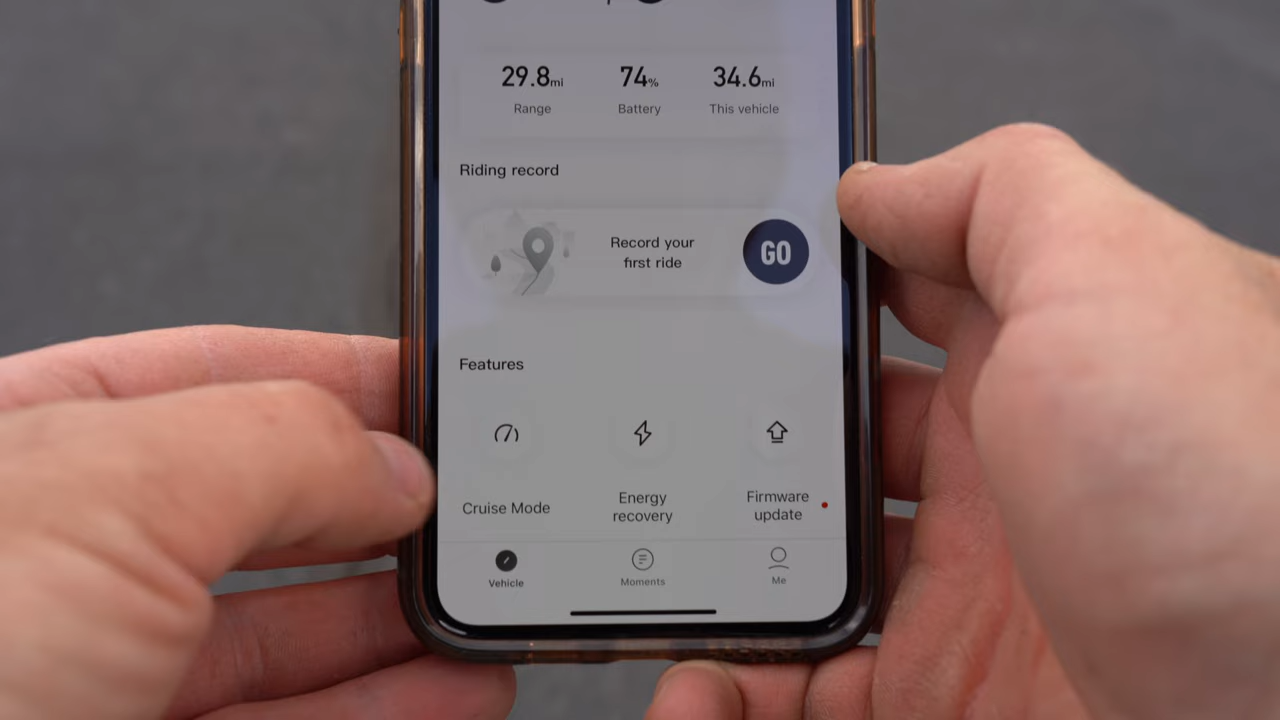 29.8mi 74% 34.6mi
Range Battery This vehicle
Riding record
Record your
first ride
GO
Features
Cruise Mode
Energy
recovery
Firmware
update
Vehicle Moments Me